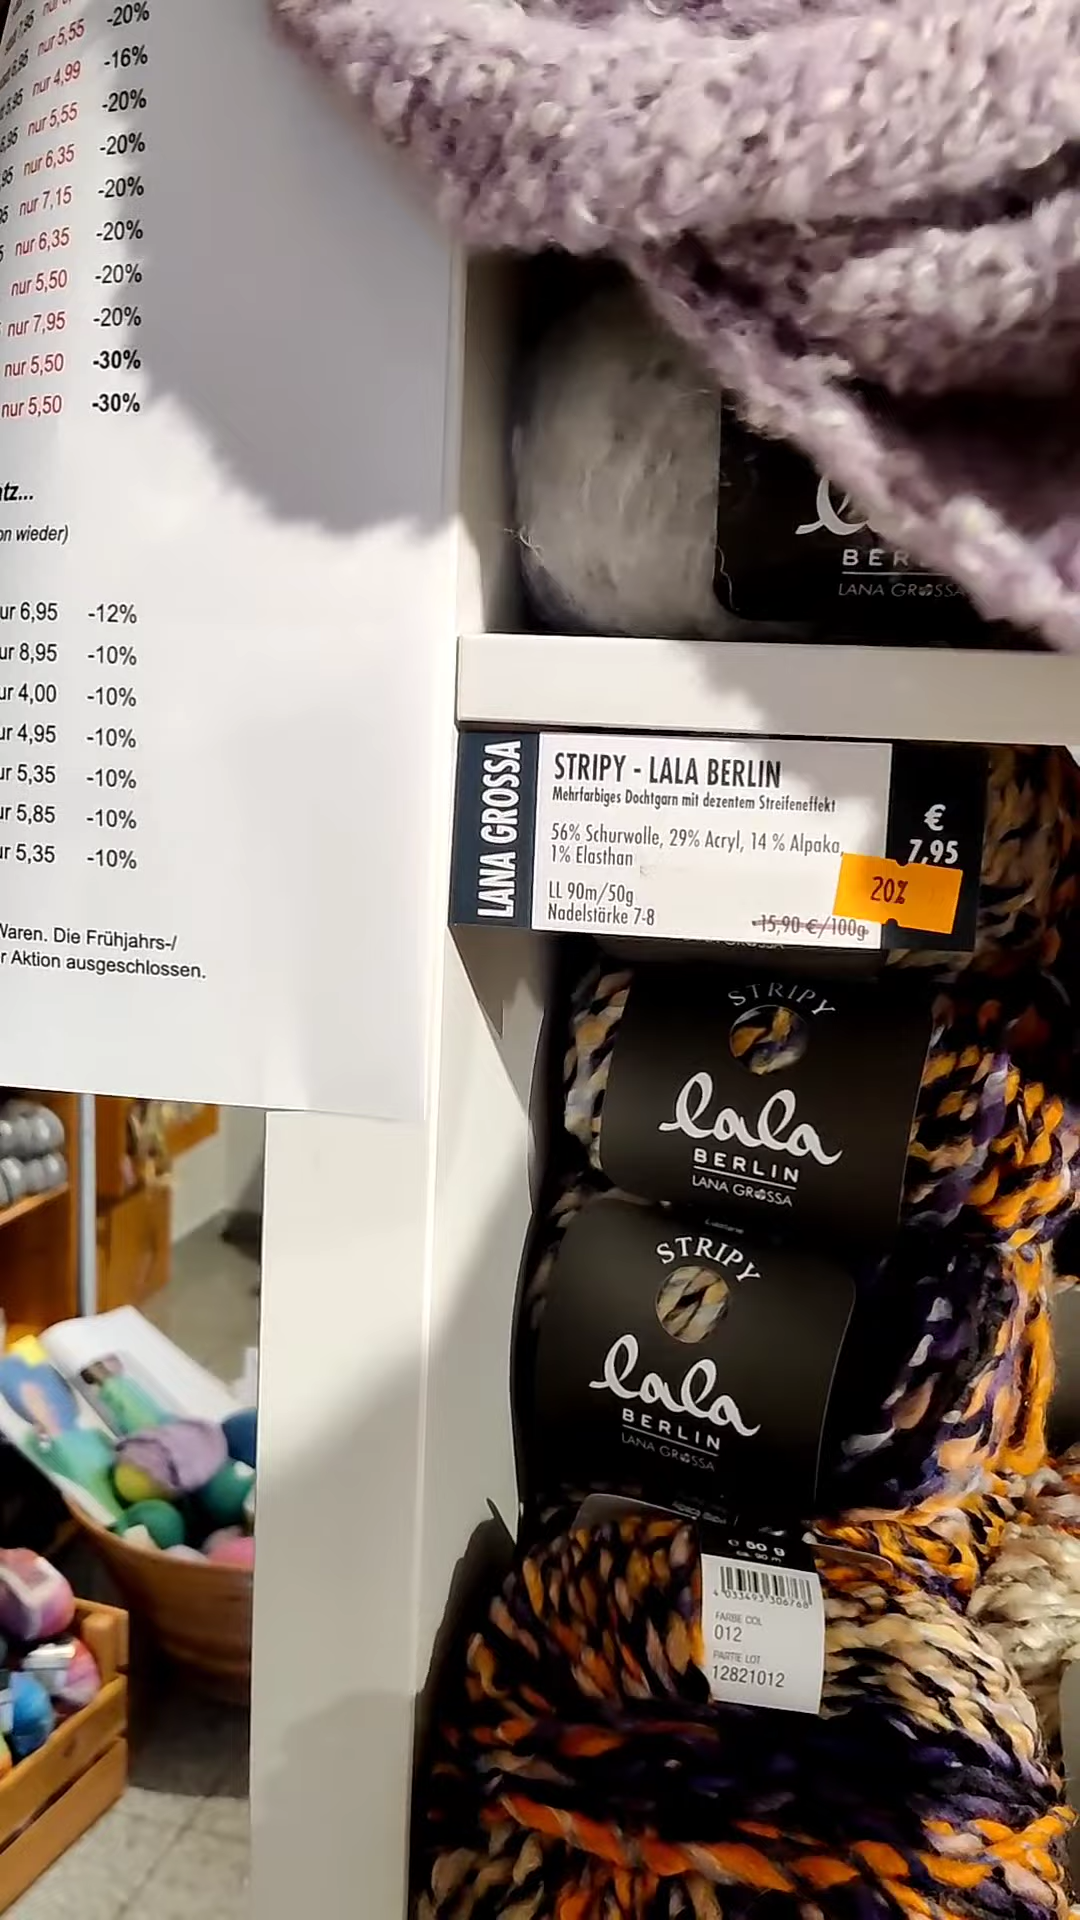 nur 5,55 -20%
nur 4,99 -16%
nur 5,55 -20%
nur 6,35 -20%
nur 7,15 -20%
nur 6,35 -20%
nur 5,50 -20%
nur 7,95 -20%
nur 5,50 -30%
nur 5,50 -30%
tz...
on wieder)
ur 6,95 -12%
ur 8,95 -10%
ur 4,00 -10%
ur 4,95 -10%
ur 5,35 -10%
ur 5,85 -10%
ur 5,35 -10%
Waren. Die Frühjahrs-/
r Aktion ausgeschlossen.
BER
LANA GROSSA
LANA GROSSA
STRIPY - LALA BERLIN
Mehrfarbiges Dochtgarn mit dezentem Streifeneffekt
56% Schurwolle, 29% Acryl, 14 % Alpaka,
1% Elasthan
LL 90m/50g
Nadelstärke 7-8
15,90 €/100g
€
7,95
20%
STRIPY
lala
BERLIN
LANA GROSSA
STRIPY
lala
BERLIN
LANA GROSSA
50 g
ca. 90 m
4 033493 306768
FARBE COL
012
PARTIE LOT
12821012